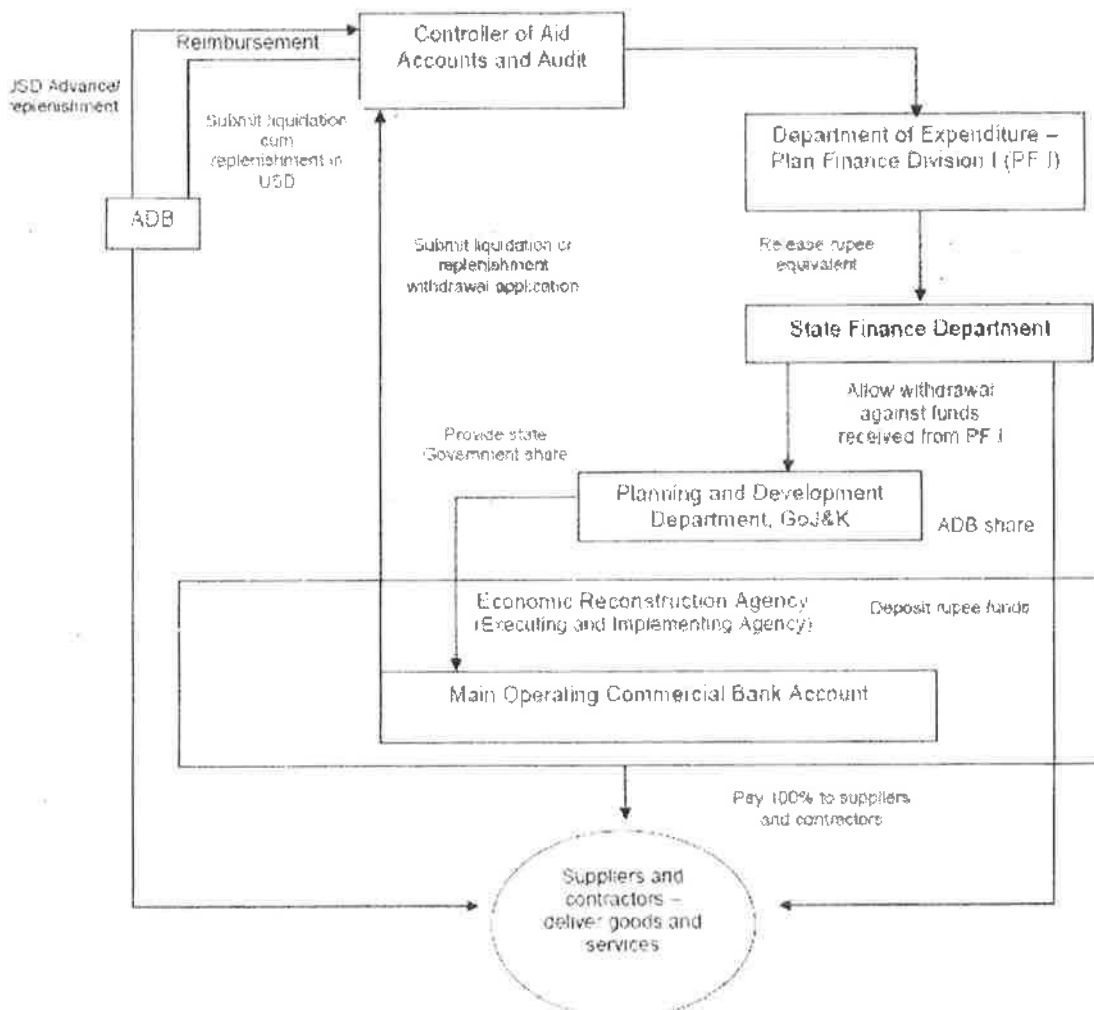 Controller of Aid
Accounts and Audit
Reimbursement
USD Advance/
replenishment
Submit liquidation
cum
replenishment in
USD
Department of Expenditure –
Plan Finance Division I (PF I)
ADB
Submit liquidation or
replenishment
withdrawal application
Release rupee
equivalent
State Finance Department
Allow withdrawal
against funds
received from PF I
Provide state
Government share
Planning and Development
Department, GoJ&K
ADB share
Economic Reconstruction Agency
(Executing and Implementing Agency)
Deposit rupee funds
Main Operating Commercial Bank Account
Pay 100% to suppliers
and contractors
Suppliers and
contractors –
deliver goods and
services